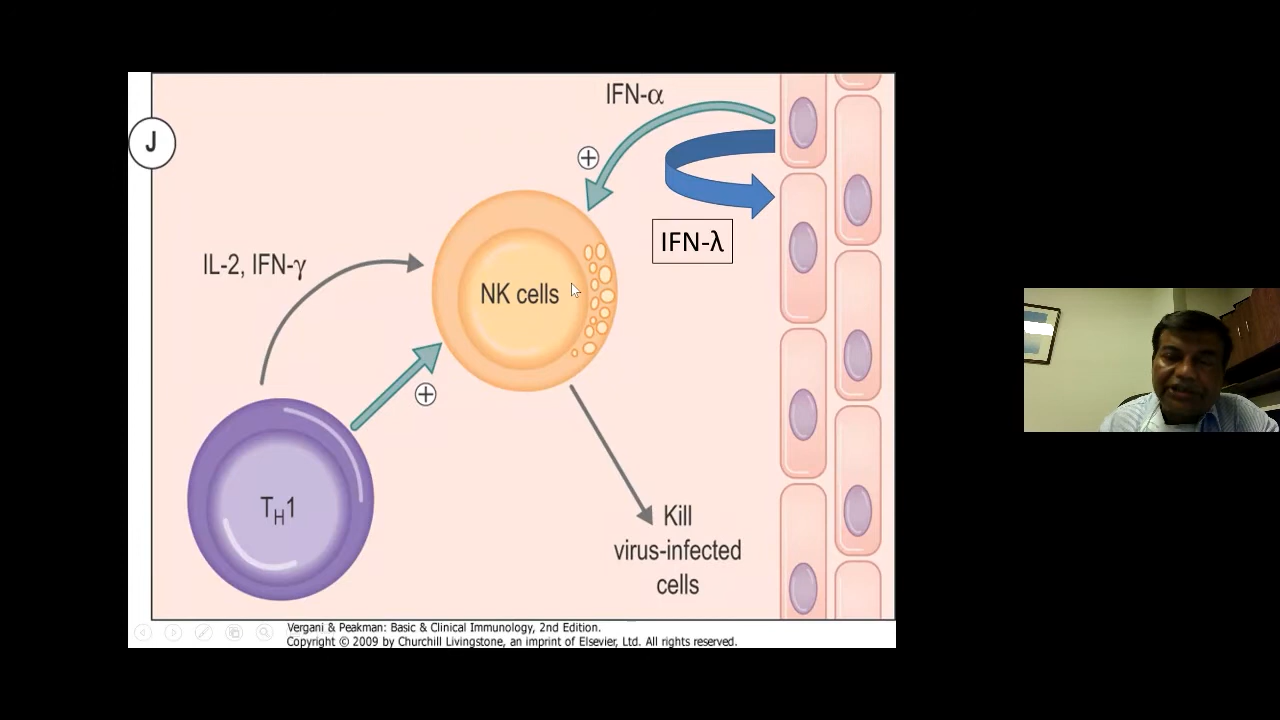 IFN-α
J
IFN-λ
IL-2, IFN-γ
NK cells
TH1
Kill
virus-infected
cells
Vergani & Peakman: Basic & Clinical Immunology, 2nd Edition.
Copyright © 2009 by Churchill Livingstone, an imprint of Elsevier, Ltd. All rights reserved.